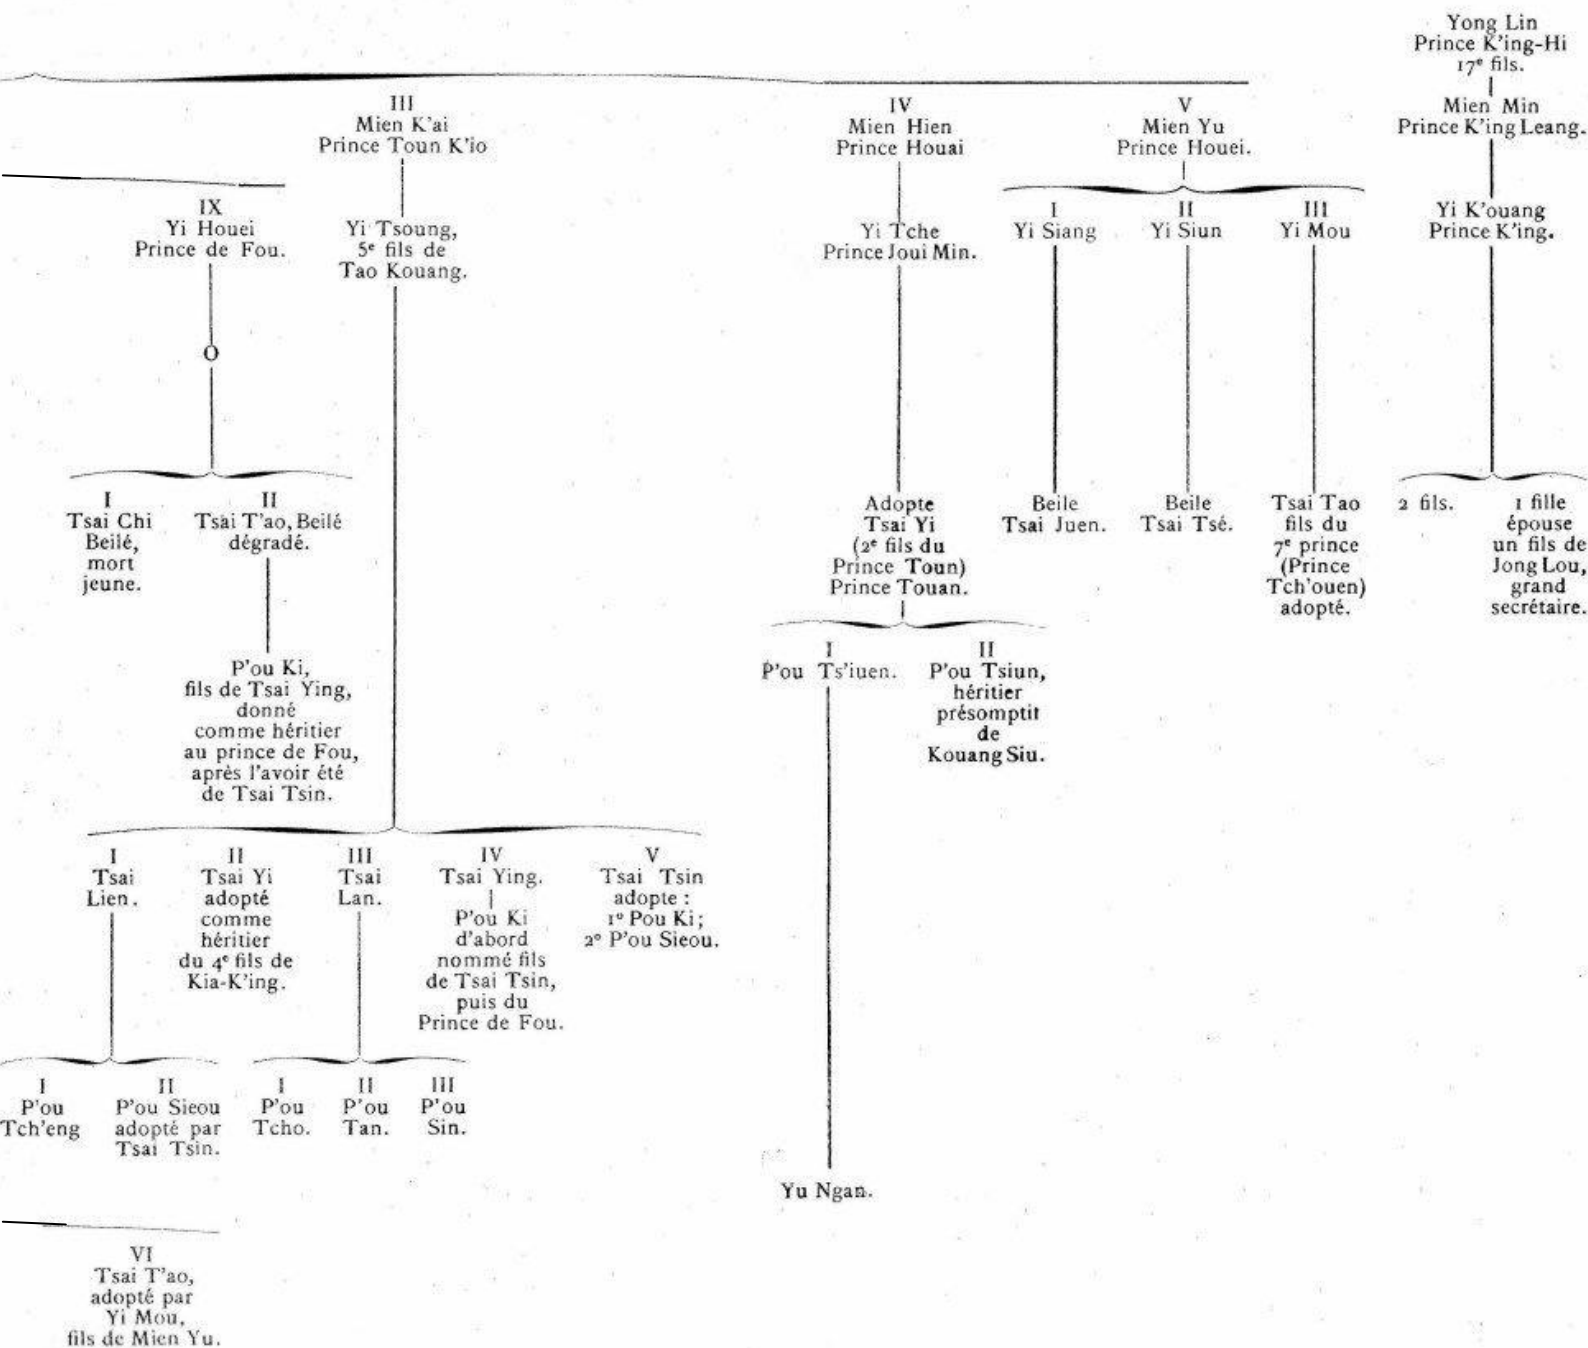 Yong Lin
Prince K'ing-Hi
17e fils.
Mien Min
Prince K'ing Leang.
Yi K'ouang
Prince K'ing.
2 fils.
1 fille
épouse
un fils de
Jong Lou,
grand
secrétaire.
III
Mien K'ai
Prince Toun K'io
IV
Mien Hien
Prince Houai
V
Mien Yu
Prince Houei.
IX
Yi Houei
Prince de Fou.
O
Yi Tsoung,
5e fils de
Tao Kouang.
Yi Tche
Prince Joui Min.
I
Yi Siang
II
Yi Siun
III
Yi Mou
I
Tsai Chi
Beilé,
mort
jeune.
II
Tsai T'ao, Beilé
dégradé.
P'ou Ki,
fils de Tsai Ying,
donné
comme héritier
au prince de Fou,
après l'avoir été
de Tsai Tsin.
Adopte
Tsai Yi
(2e fils du
Prince Toun)
Prince Touan.
Beile
Tsai Juen.
Beile
Tsai Tsé.
Tsai Tao
fils du
7e prince
(Prince
Tch'ouen)
adopté.
I
P'ou Ts'iuen.
II
P'ou Tsiun,
héritier
présomptif
de
Kouang Siu.
I
Tsai
Lien.
II
Tsai Yi
adopté
comme
héritier
du 4e fils de
Kia-K'ing.
III
Tsai
Lan.
IV
Tsai Ying.
P'ou Ki
d'abord
nommé fils
de Tsai Tsin,
puis du
Prince de Fou.
V
Tsai Tsin
adopte :
1o Pou Ki;
2o P'ou Sieou.
I
P'ou
Tch'eng
II
P'ou Sieou
adopté par
Tsai Tsin.
I
P'ou
Tcho.
II
P'ou
Tan.
III
P'ou
Sin.
Yu Ngan.
VI
Tsai T'ao,
adopté par
Yi Mou,
fils de Mien Yu.